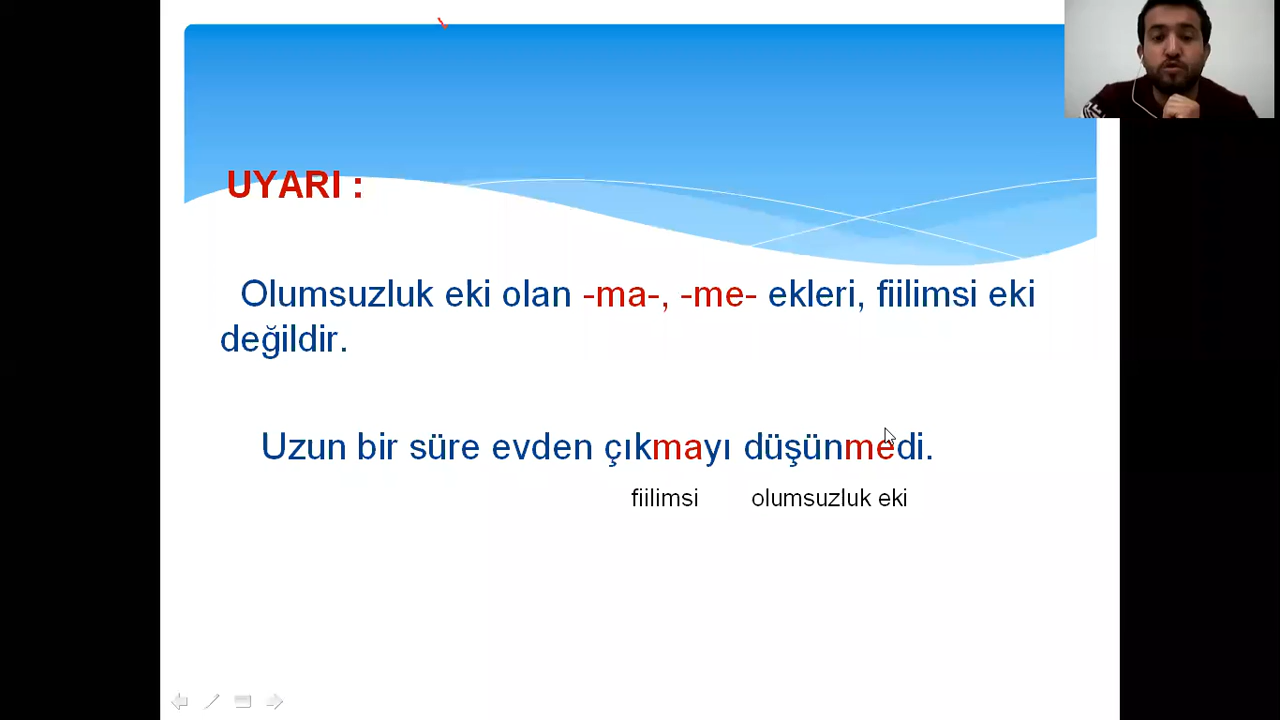 UYARI :
Olumsuzluk eki olan -ma-, -me- ekleri, fiilimsi eki
değildir.
Uzun bir süre evden çıkmayı düşünmedi.
fiilimsi olumsuzluk eki